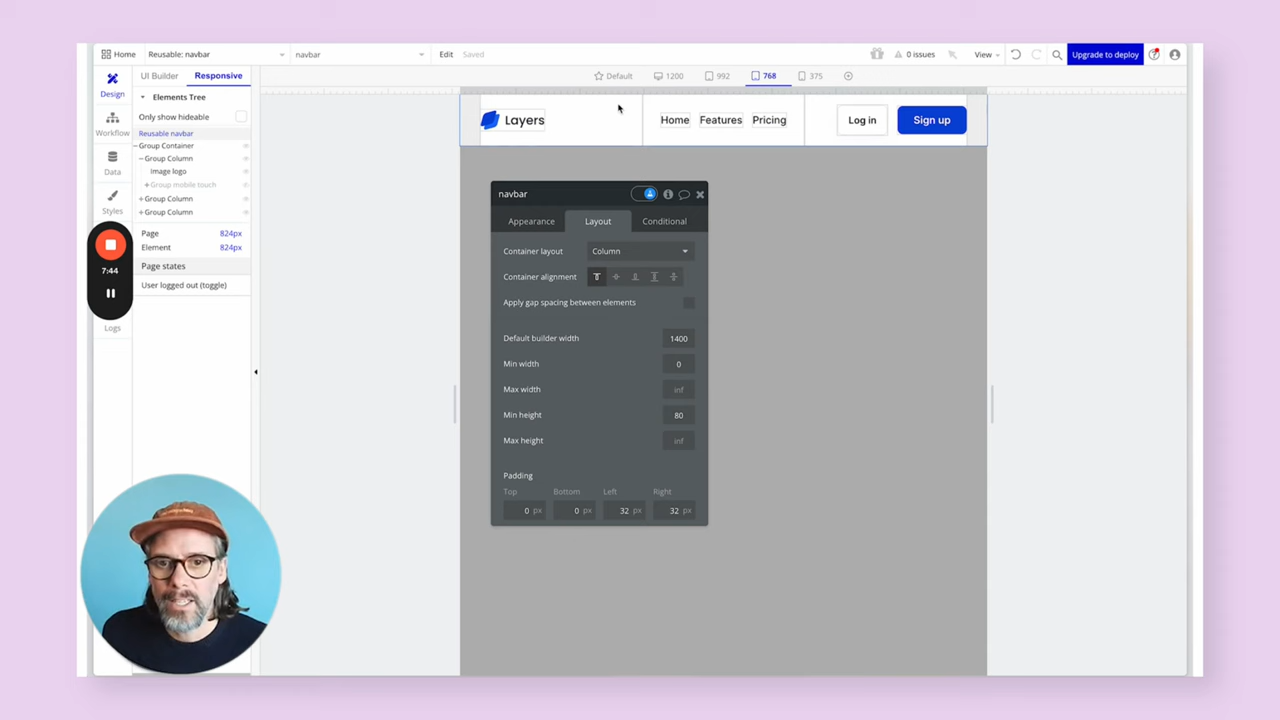 Home
Reusable: navbar
navbar
Edit
Saved
0 issues
View
Upgrade to deploy
UI Builder
Responsive
Default
1200
992
768
375
Design
Workflow
Data
Styles
Logs
Elements Tree
Only show hideable
Reusable navbar
Group Container
Group Column
Image logo
Group mobile touch
Group Column
Group Column
Page 824px
Element 824px
Page states
User logged out (toggle)
7:44
Layers
Home
Features
Pricing
Log in
Sign up
navbar
Appearance
Layout
Conditional
Container layout Column
Container alignment
Apply gap spacing between elements
Default builder width 1400
Min width 0
Max width inf
Min height 80
Max height inf
Padding
Top Bottom Left Right
0 px 0 px 32 px 32 px